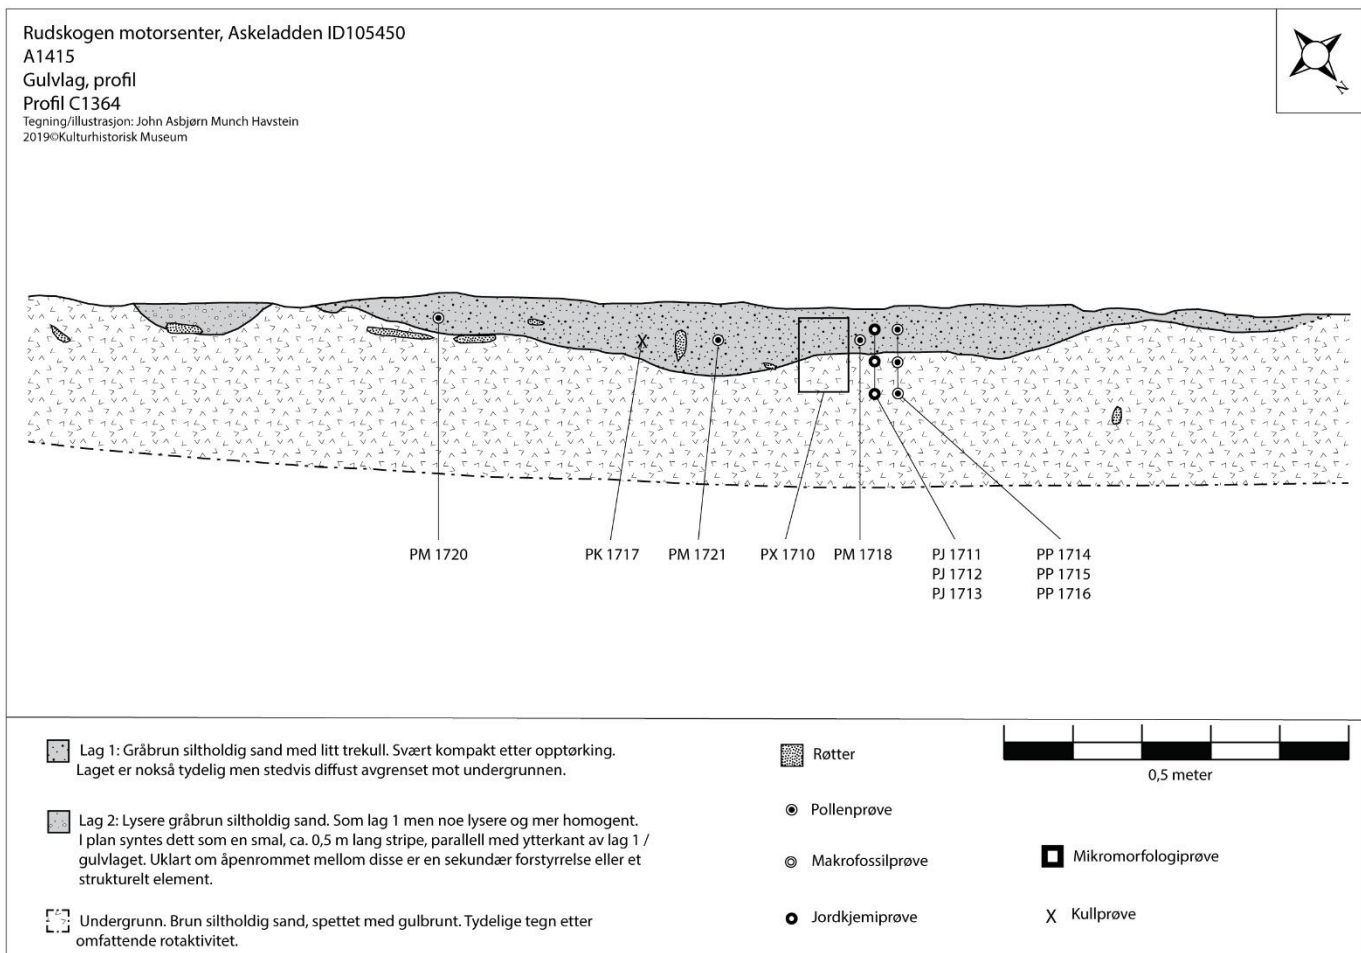 Rudskogen motorsenter, Askeladden ID105450
A1415
Gulvlag, profil
Profil C1364
Tegning/illustrasjon: John Asbjørn Munch Havstein
2019©Kulturhistorisk Museum
N
PM 1720
PK 1717
PM 1721
PX 1710
PM 1718
PJ 1711
PJ 1712
PJ 1713
PP 1714
PP 1715
PP 1716
Lag 1: Gråbrun siltholdig sand med litt trekull. Svært kompakt etter opptørking.
Laget er nokså tydelig men stedvis diffust avgrenset mot undergrunnen.
Lag 2: Lysere gråbrun siltholdig sand. Som lag 1 men noe lysere og mer homogent.
I plan syntes dett som en smal, ca. 0,5 m lang stripe, parallell med ytterkant av lag 1 /
gulvlaget. Uklart om åpenrommet mellom disse er en sekundær forstyrrelse eller et
strukturelt element.
Undergrunn. Brun siltholdig sand, spettet med gulbrunt. Tydelige tegn etter
omfattende rotaktivitet.
Røtter
Pollenprøve
Makrofossilprøve
Jordkjemiprøve
0,5 meter
Mikromorfologiprøve
X Kullprøve